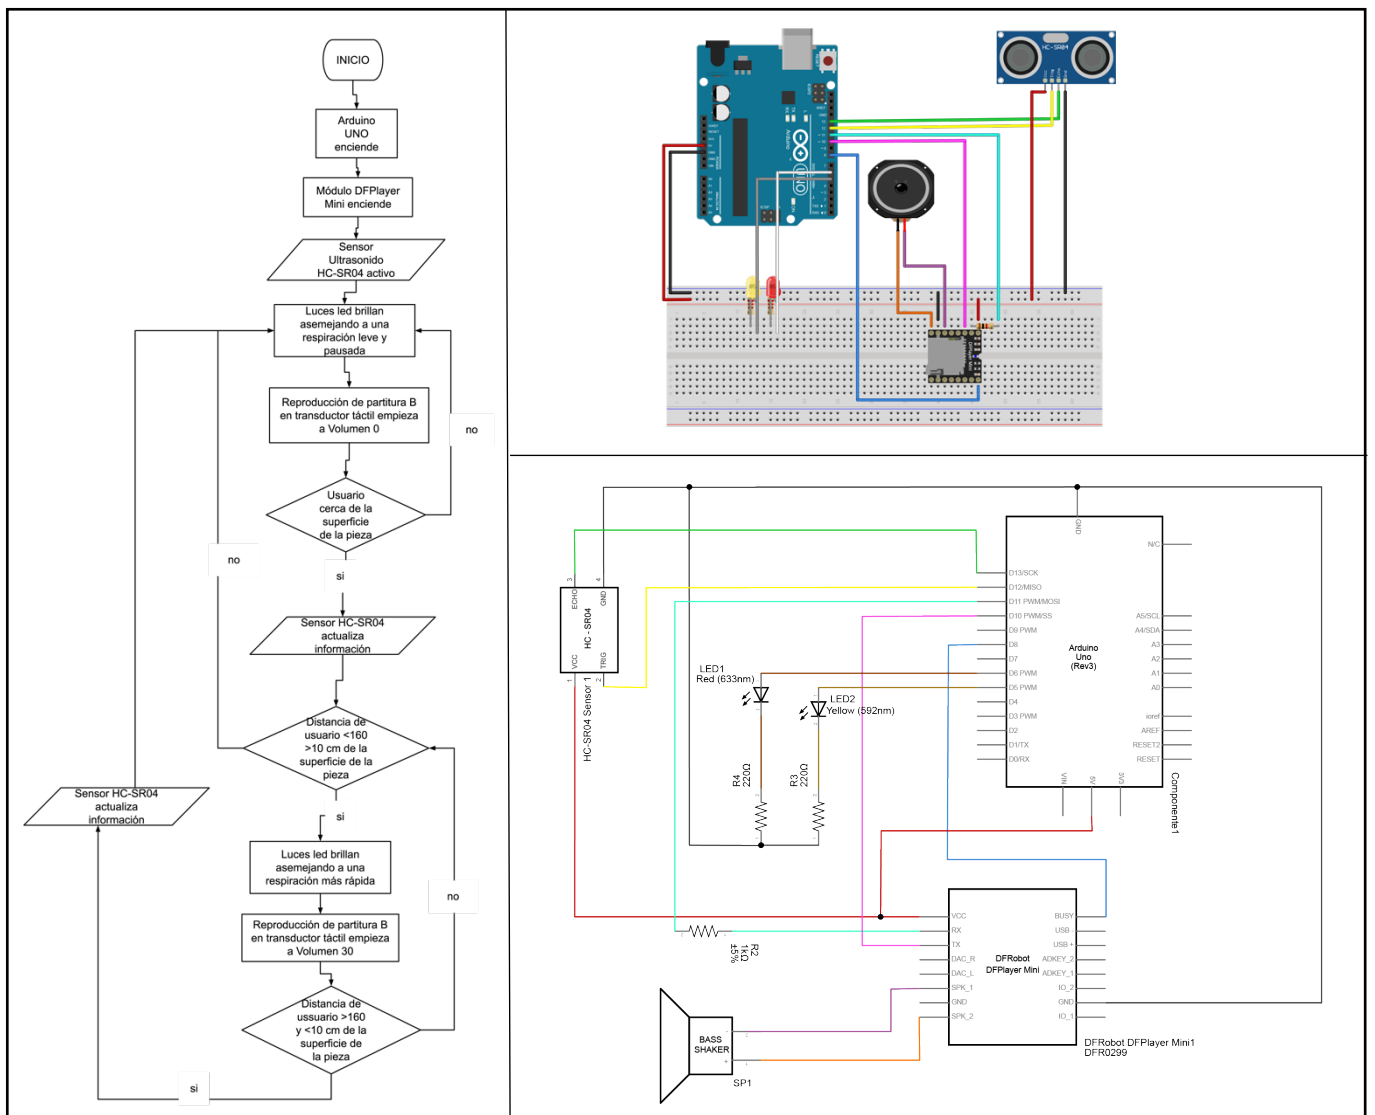 INICIO
Arduino
UNO
enciende
Módulo DFPlayer
Mini enciende
Sensor
Ultrasonido
HC-SR04 activo
Luces led brillan
asemejando a una
respiración leve y
pausada
Reproducción de partitura B
en transductor táctil empieza
a Volumen 0
no
Usuario
cerca de la
superficie
de la pieza
no
si
Sensor HC-SR04
actualiza
información
Distancia de
usuario <160
>10 cm de la
superficie de la
pieza
Sensor HC-SR04
actualiza
información
si
Luces led brillan
asemejando a una
respiración más rápida
no
Reproducción de partitura B
en transductor táctil empieza
a Volumen 30
Distancia de
ussuario >160
y <10 cm de la
superficie de
la pieza
si
HC-SR04
Arduino
UNO
GND
N/C
D13/SCK
D12/MISO
D11 PWM/MOSI
D10 PWM/SS
D9 PWM
D8
D7
D6 PWM
D5 PWM
D4
D3 PWM
D2
D1/TX
D0/RX
A5/SCL
A4/SDA
A3
A2
A1
A0
ioref
AREF
RESET2
RESET
VIN
5V
3V3
Arduino
Uno
(Rev3)
Componente1
3
4
ECHO
GND
HC - SR04
VCC
TRIG
1
2
HC-SR04 Sensor 1
LED1
Red (633nm)
LED2
Yellow (592nm)
R4
220Ω
R3
220Ω
R2
1kΩ
±5%
VCC
RX
TX
DAC_R
DAC_L
SPK_1
GND
SPK_2
BUSY
USB -
USB +
ADKEY_2
ADKEY_1
IO_2
GND
IO_1
DFRobot
DFPlayer Mini
DFRobot DFPlayer Mini1
DFR0299
BASS
SHAKER
-
+
SP1